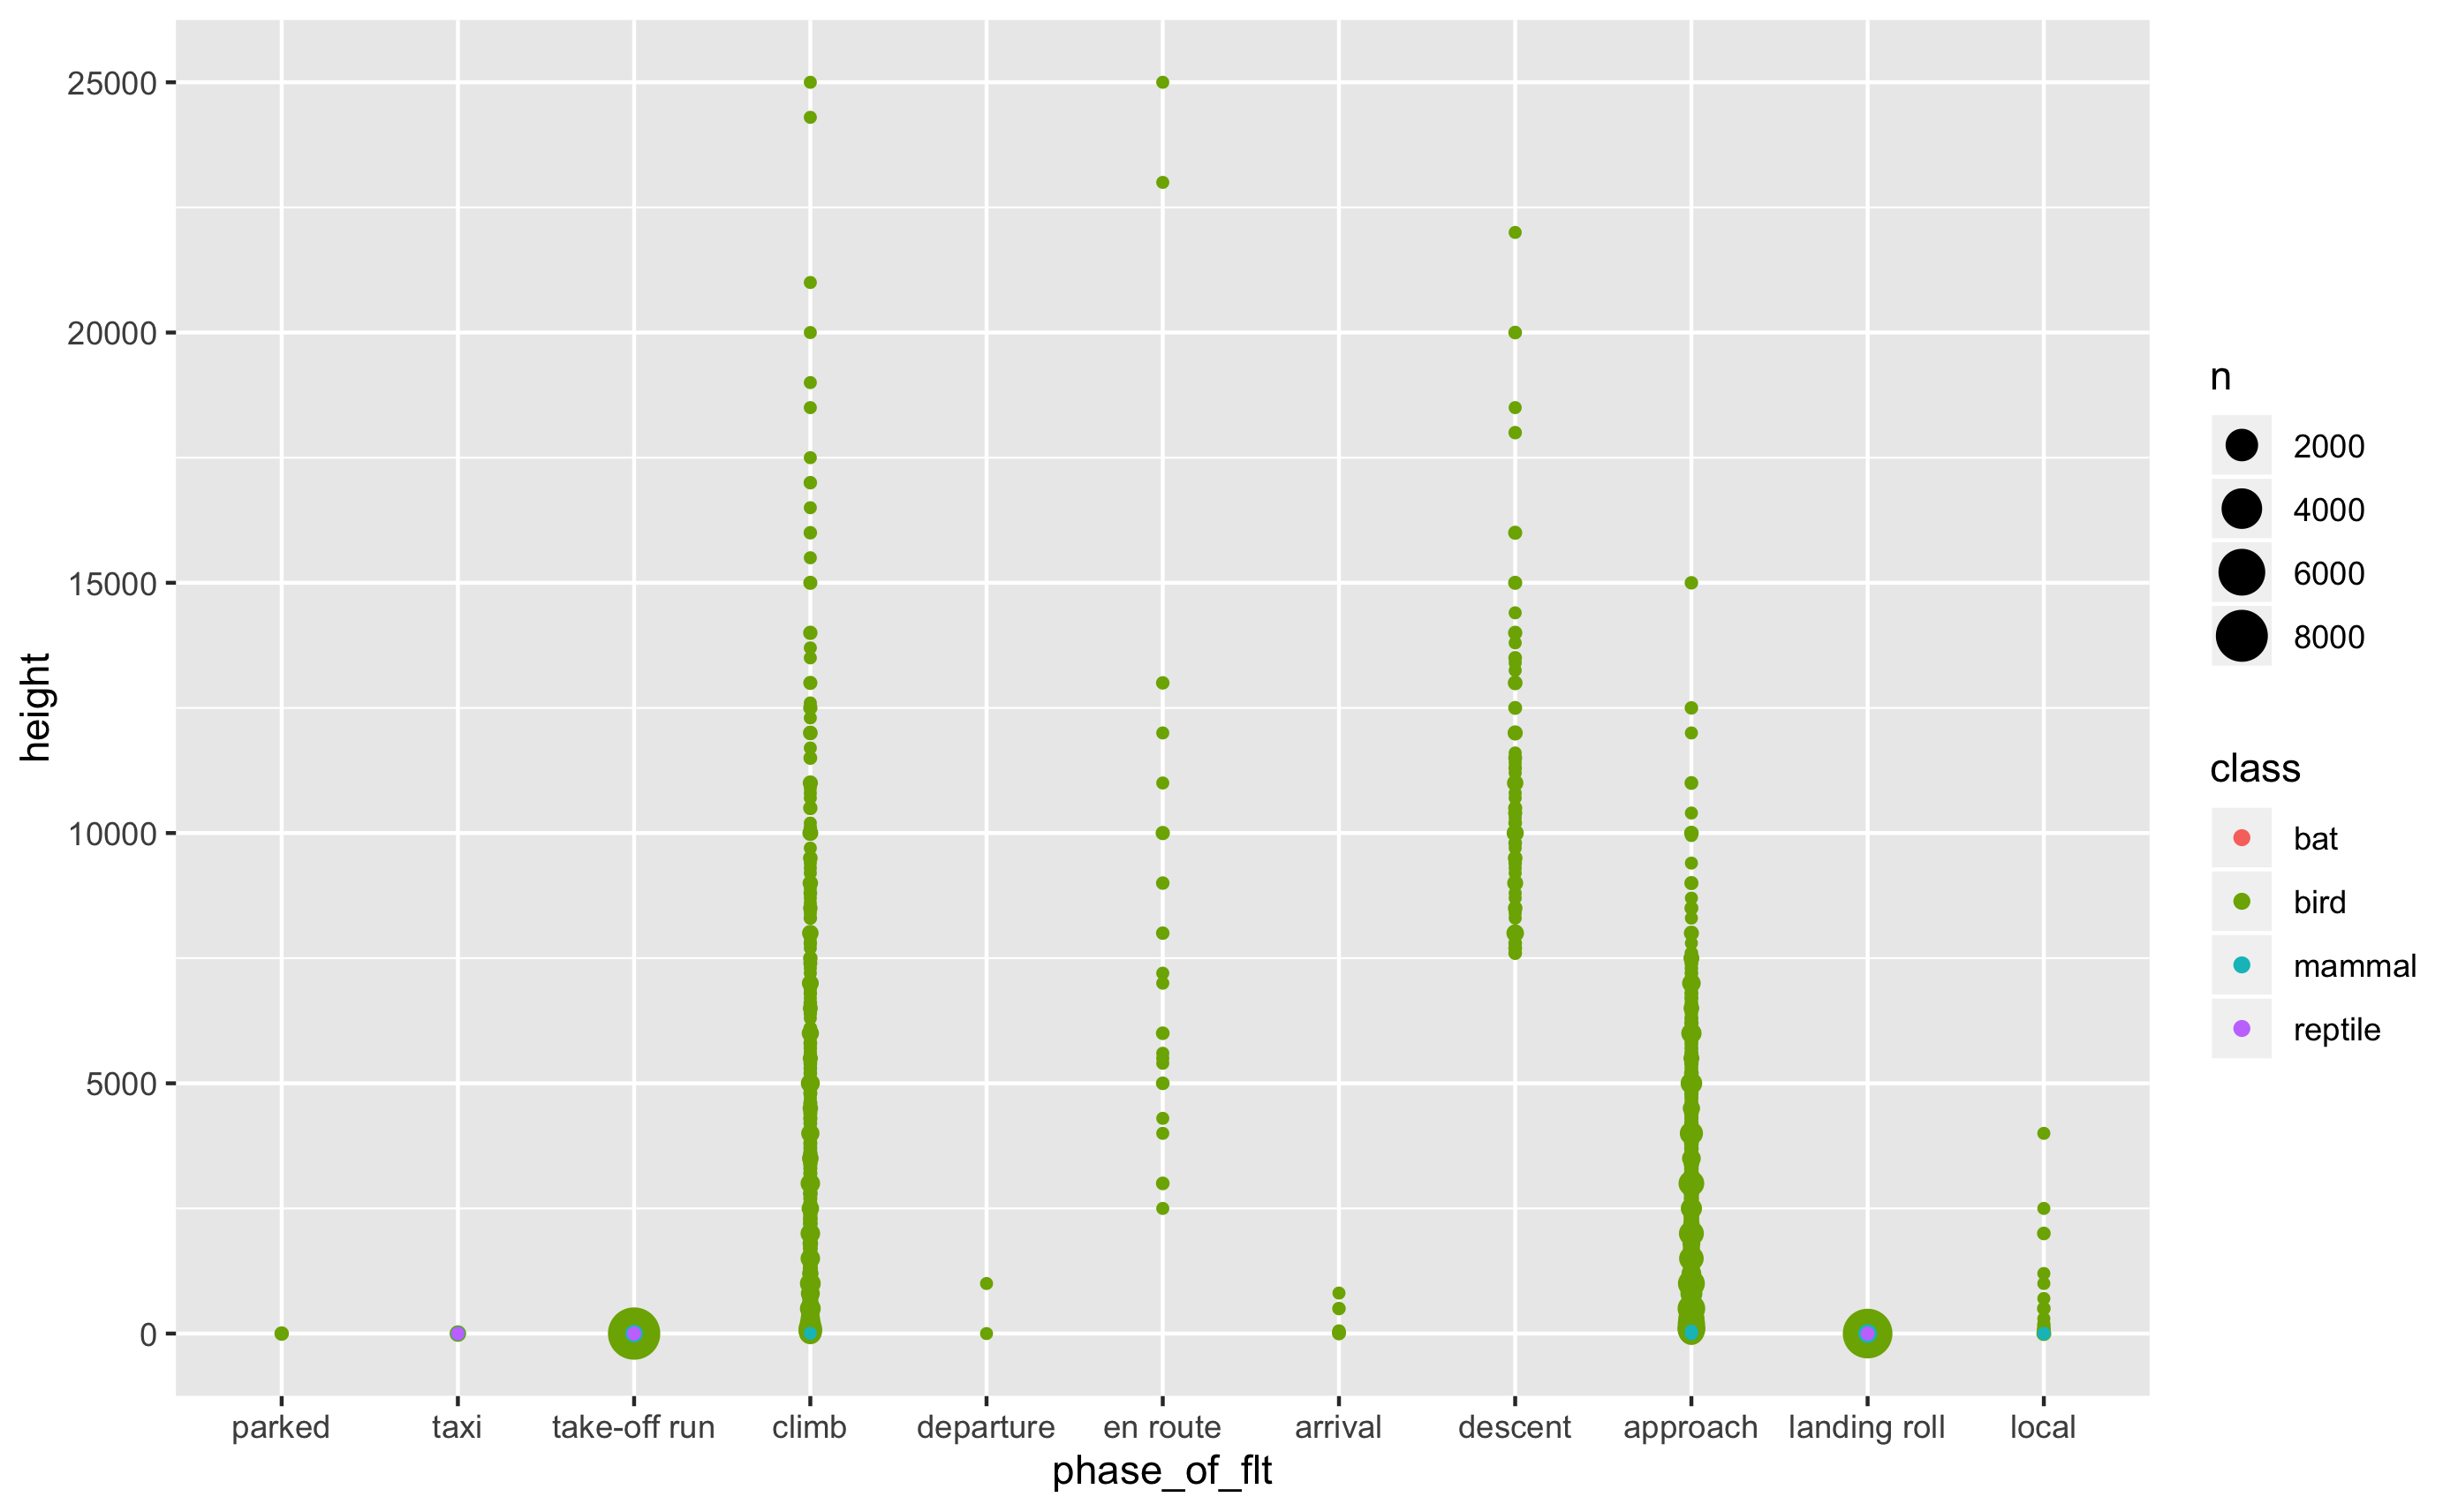 25000
20000
15000
10000
5000
0
height
parked taxi take-off run climb departure en route arrival descent approach landing roll local
phase_of_flt
n
2000
4000
6000
8000
class
bat
bird
mammal
reptile